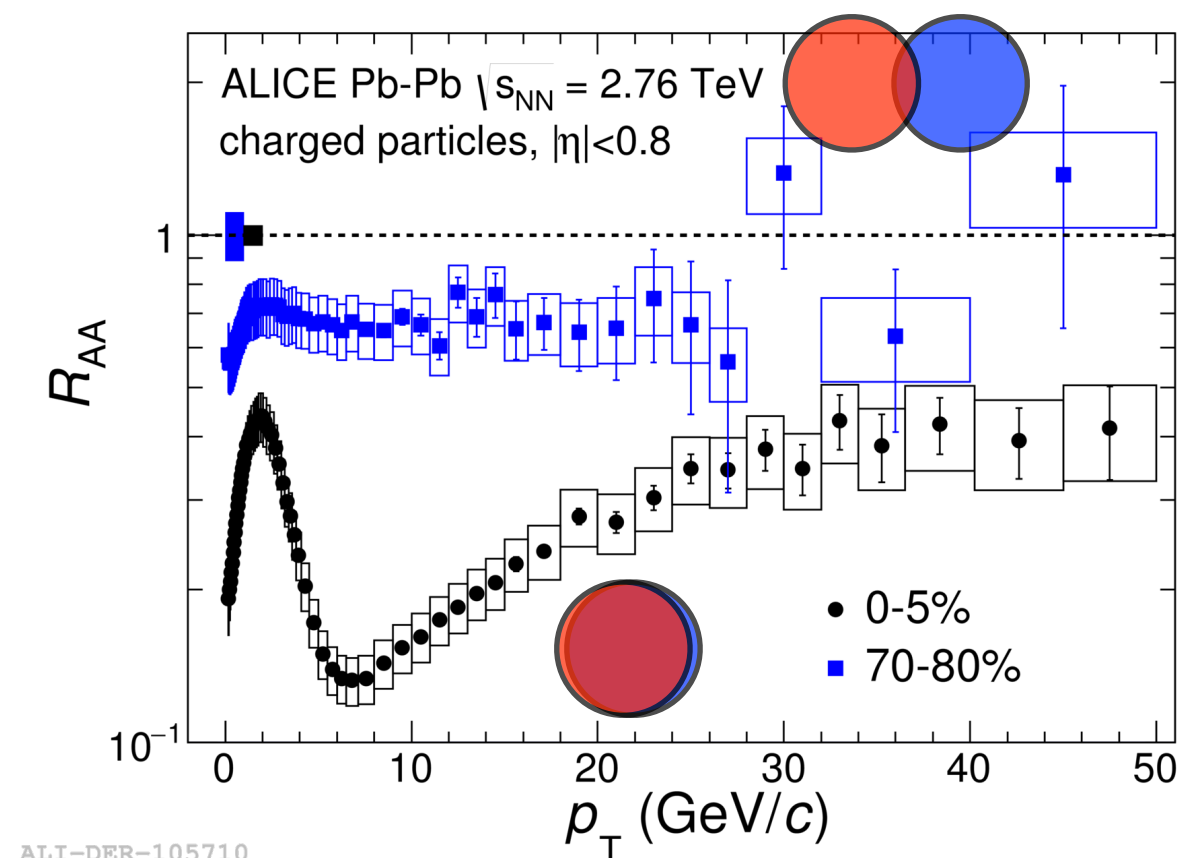 ALICE Pb-Pb √sNN = 2.76 TeV
charged particles, |η|<0.8
1
RAA
0-5%
70-80%
10−1
0 10 20 30 40 50
pT (GeV/c)
ALI−DER−105710